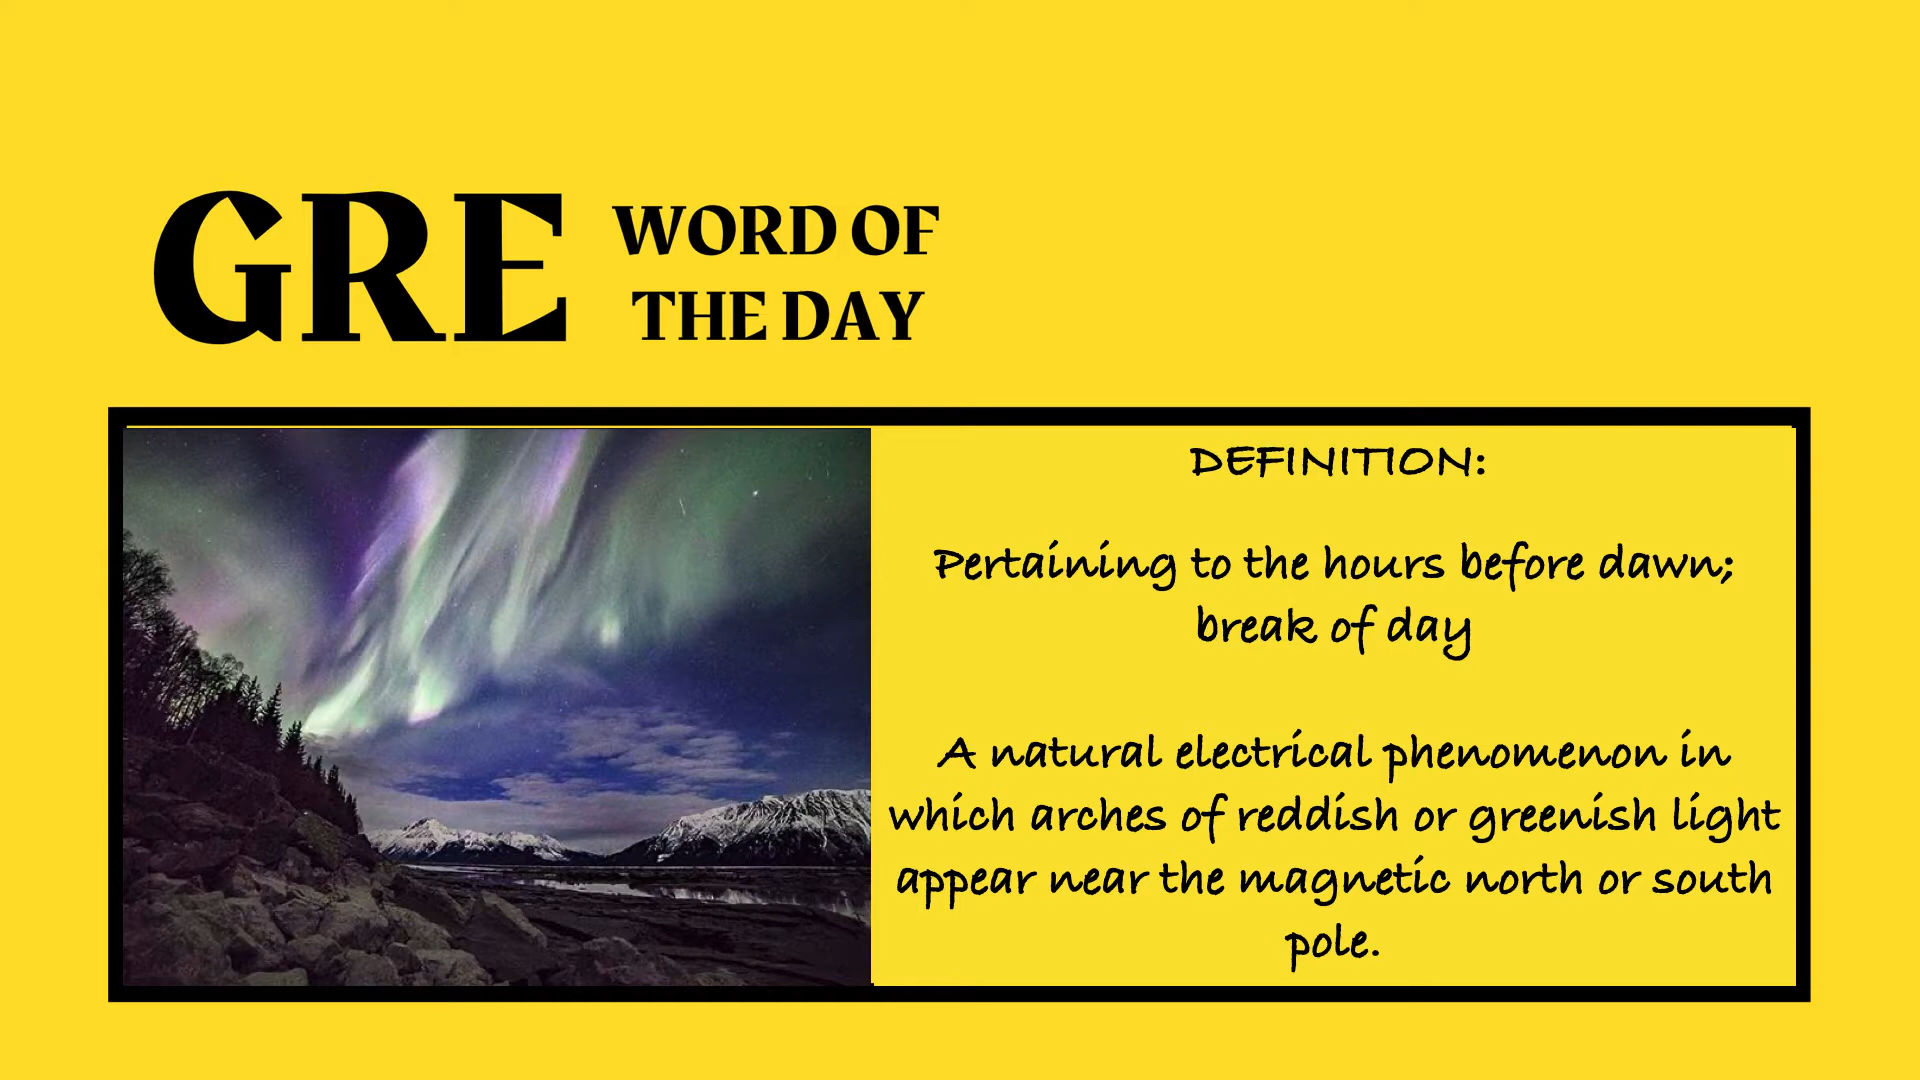 GRE WORD OF
THE DAY
DEFINITION:
Pertaining to the hours before dawn;
break of day
A natural electrical phenomenon in
which arches of reddish or greenish light
appear near the magnetic north or south
pole.